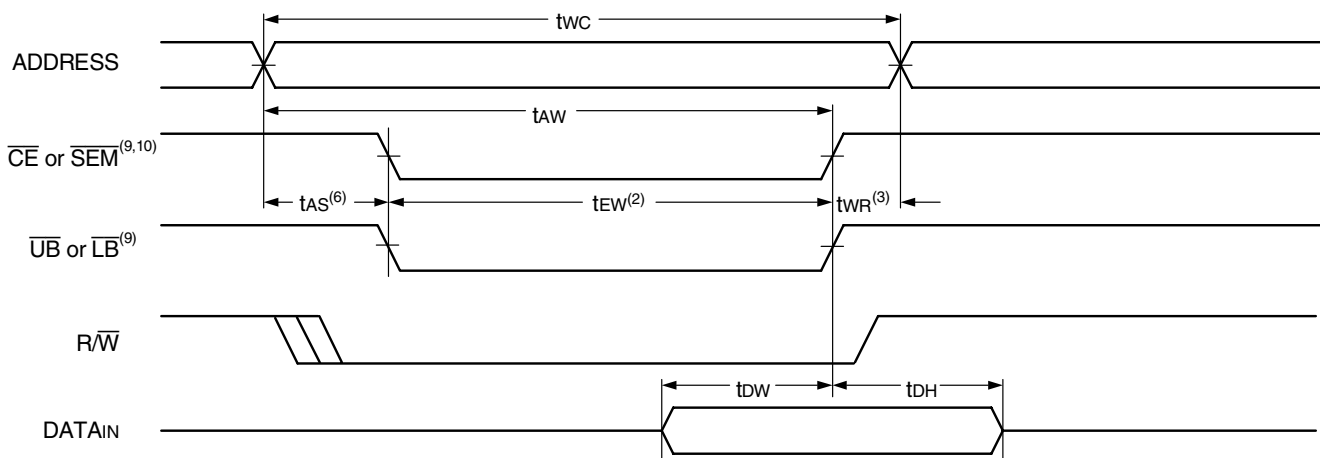 tWC
ADDRESS
tAW
CE or SEM(9,10)
tAS(6)
tEW(2)
tWR(3)
UB or LB(9)
R/W
tDW
tDH
DATAIN